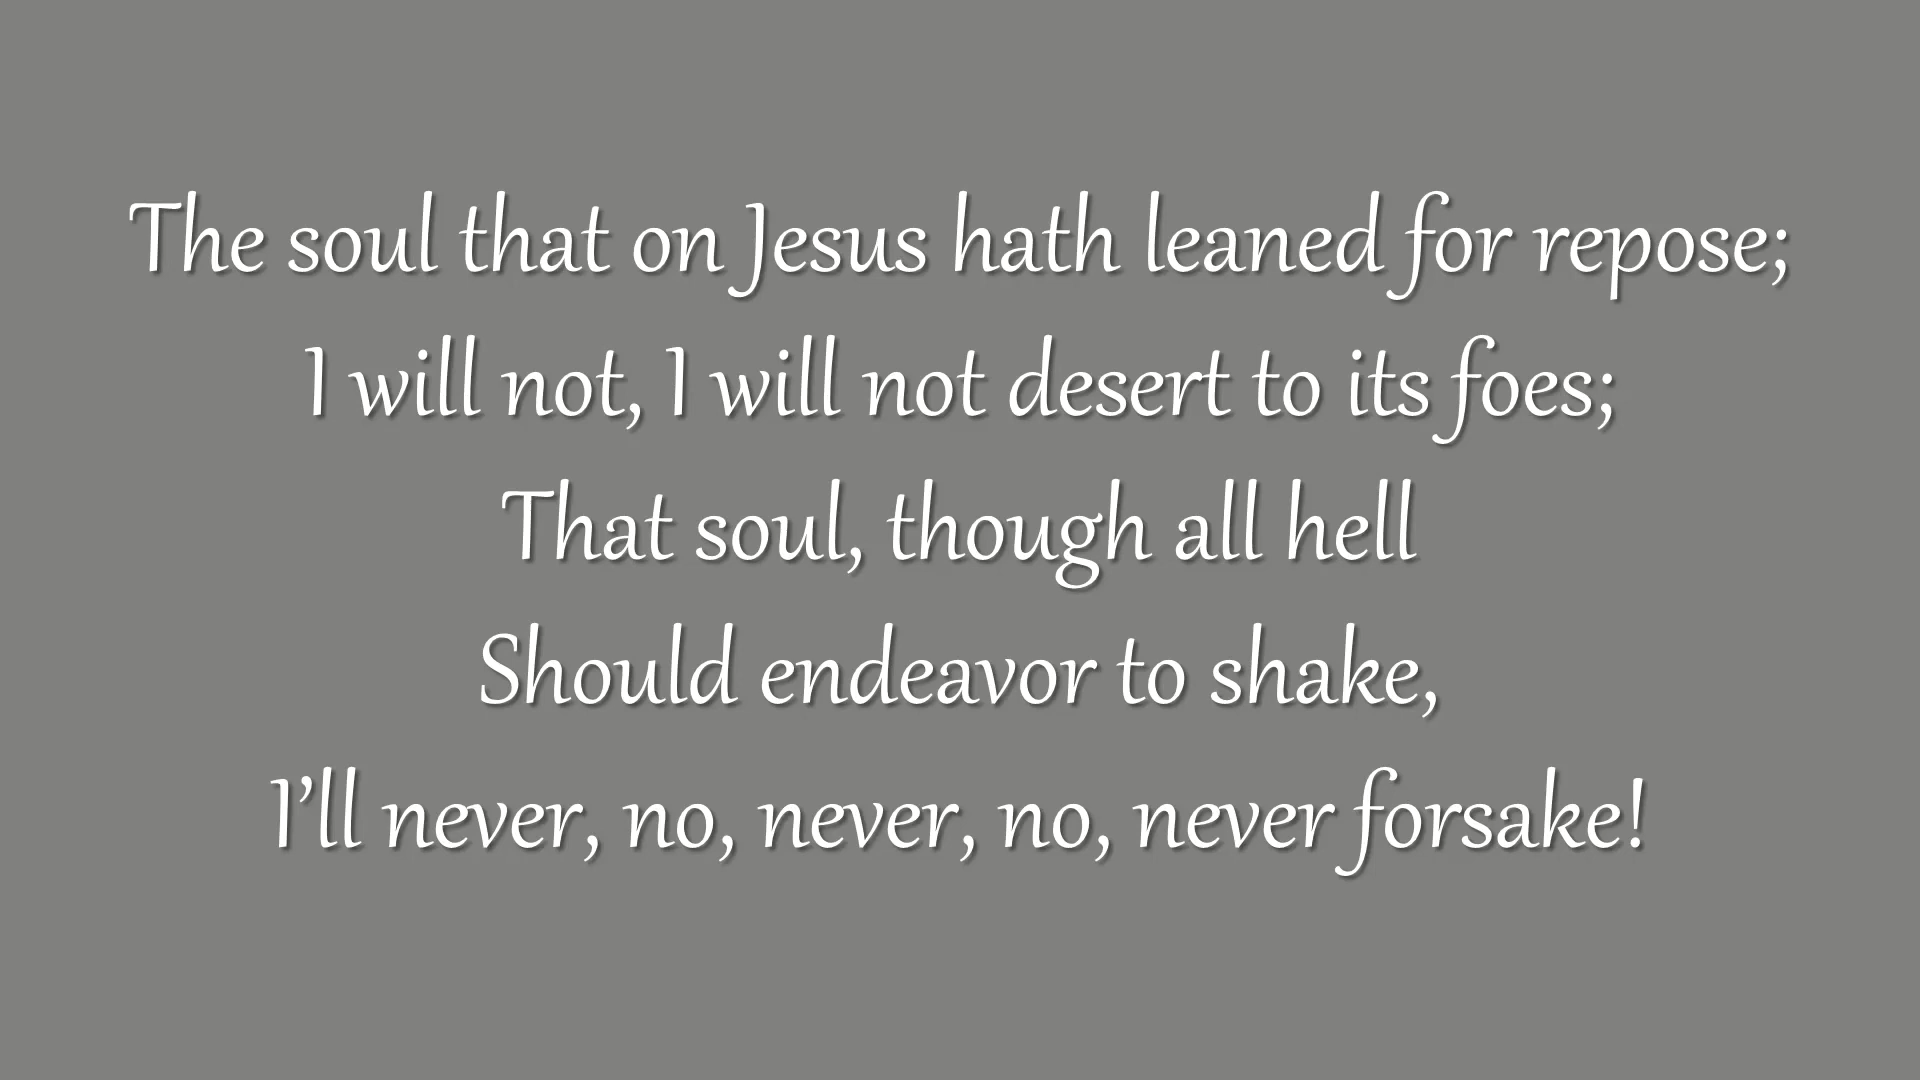 The soul that on Jesus hath leaned for repose;
I will not, I will not desert to its foes;
That soul, though all hell
Should endeavor to shake,
I’ll never, no, never, no, never forsake!